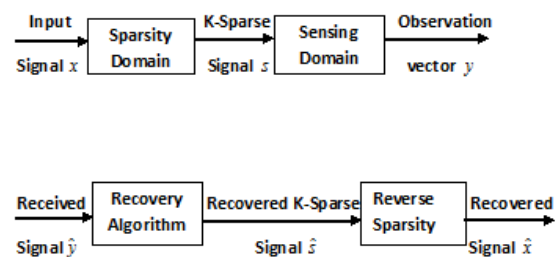 Input
Signal x
Sparsity
Domain
K-Sparse
Signal s
Sensing
Domain
Observation
vector y
Received
Signal ŷ
Recovery
Algorithm
Recovered K-Sparse
Signal ŝ
Reverse
Sparsity
Recovered
Signal x̂